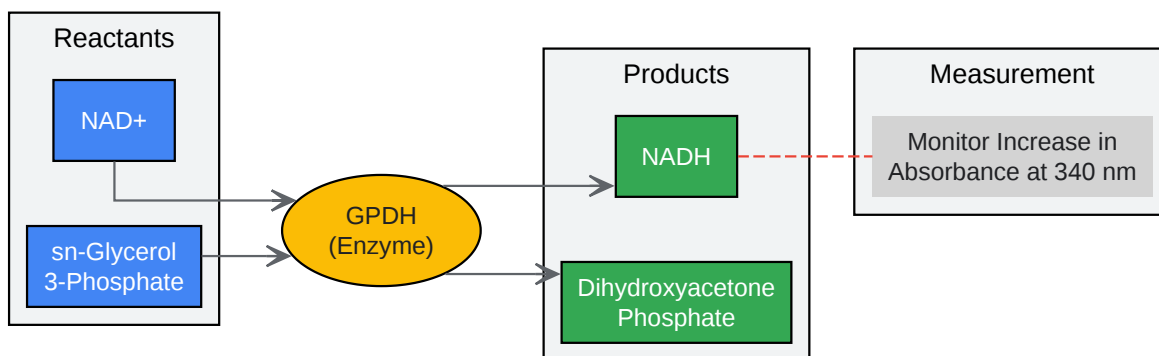 Reactants
NAD+
sn-Glycerol
3-Phosphate
GPDH
(Enzyme)
Products
NADH
Dihydroxyacetone
Phosphate
Measurement
Monitor Increase in
Absorbance at 340 nm